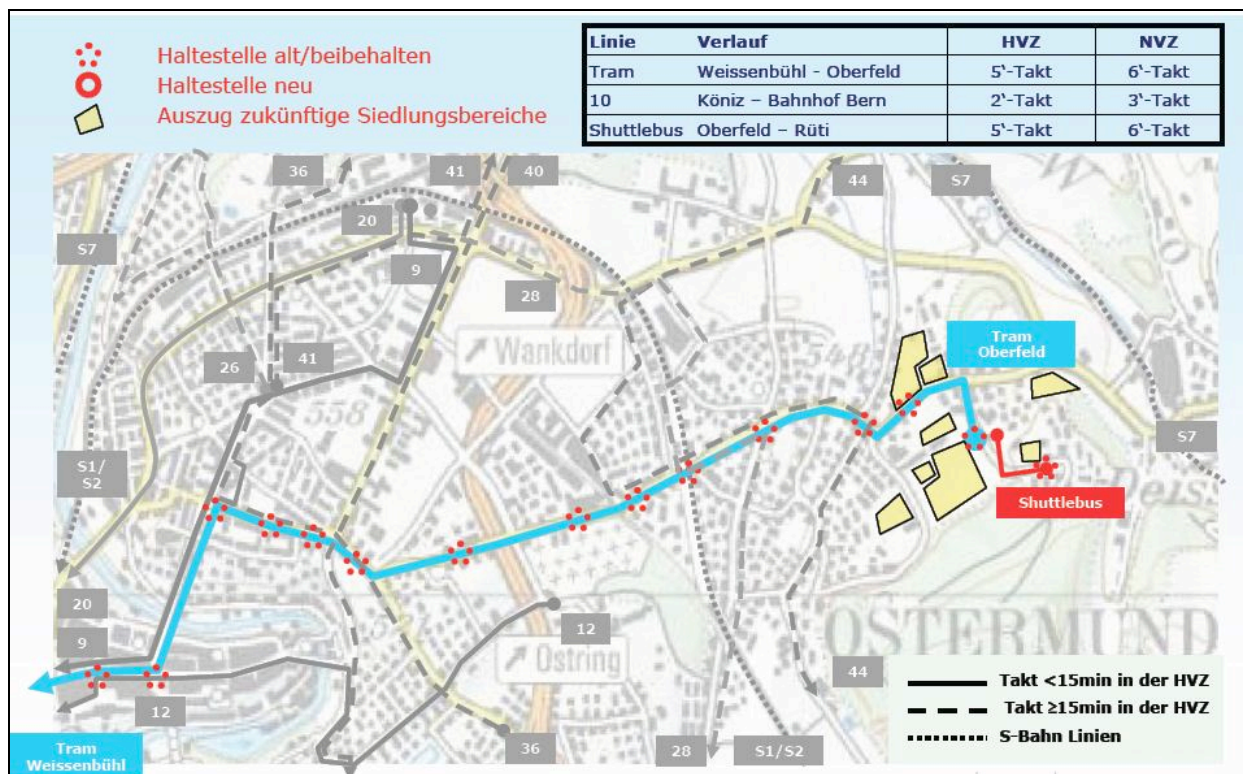 Haltestelle alt/beibehalten
Haltestelle neu
Auszug zukünftige Siedlungsbereiche
Linie Verlauf HVZ NVZ
Tram Weissenbühl - Oberfeld 5‘-Takt 6‘-Takt
10 Köniz – Bahnhof Bern 2‘-Takt 3‘-Takt
Shuttlebus Oberfeld – Rüti 5‘-Takt 6‘-Takt
36
41
40
44
S7
20
S7
9
28
Wankdorf
548
Tram
Oberfeld
26
41
558
S7
S1/
S2
Shuttlebus
20
12
OSTERMUND
9
Ostring
44
12
Takt <15min in der HVZ
Takt ≥15min in der HVZ
S-Bahn Linien
36
28
S1/S2
Tram
Weissenbühl